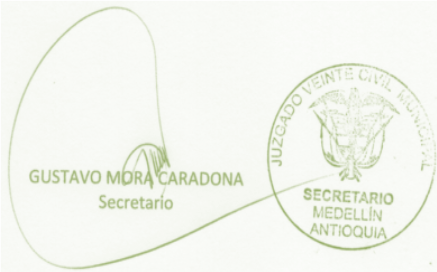 GUSTAVO MORA CARADONA
Secretario
JUZGADO VEINTE CIVIL MUNICIPAL
SECRETARIO
MEDELLÍN
ANTIOQUIA